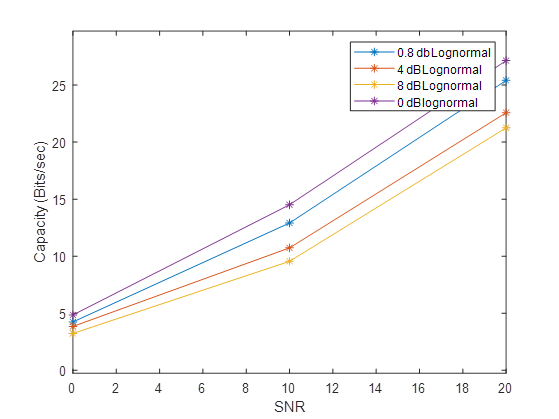 0.8 dbLognormal
4 dBLognormal
8 dBLognormal
0 dBlognormal
25
20
15
10
5
0
Capacity (Bits/sec)
0 2 4 6 8 10 12 14 16 18 20
SNR